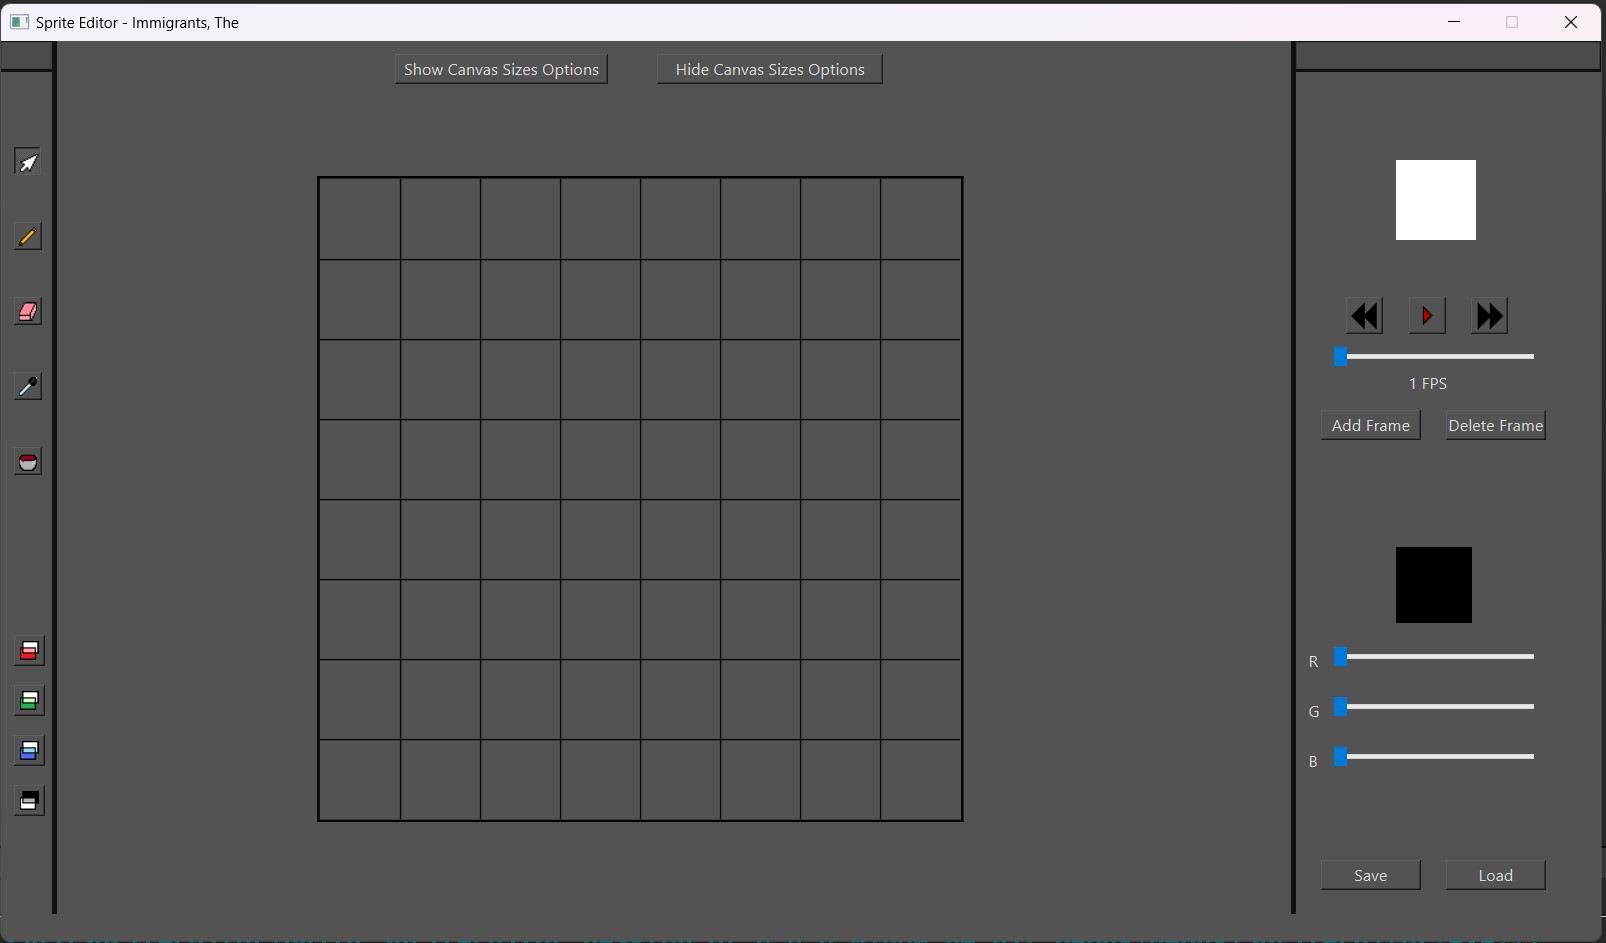 Sprite Editor - Immigrants, The
Show Canvas Sizes Options
Hide Canvas Sizes Options
1 FPS
Add Frame
Delete Frame
R
G
B
Save
Load